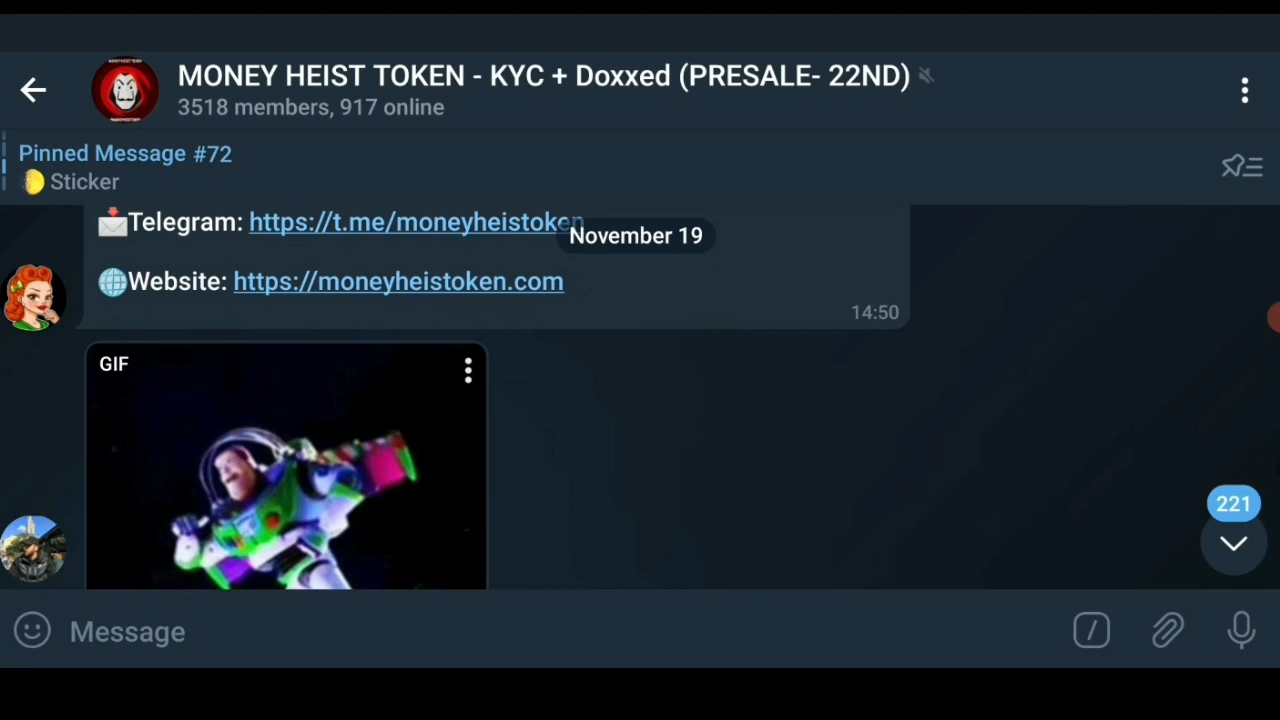 MONEY HEIST TOKEN - KYC + Doxxed (PRESALE- 22ND)
3518 members, 917 online
Pinned Message #72
Sticker
Telegram: https://t.me/moneyheistoken
November 19
Website: https://moneyheistoken.com
14:50
GIF
221
Message